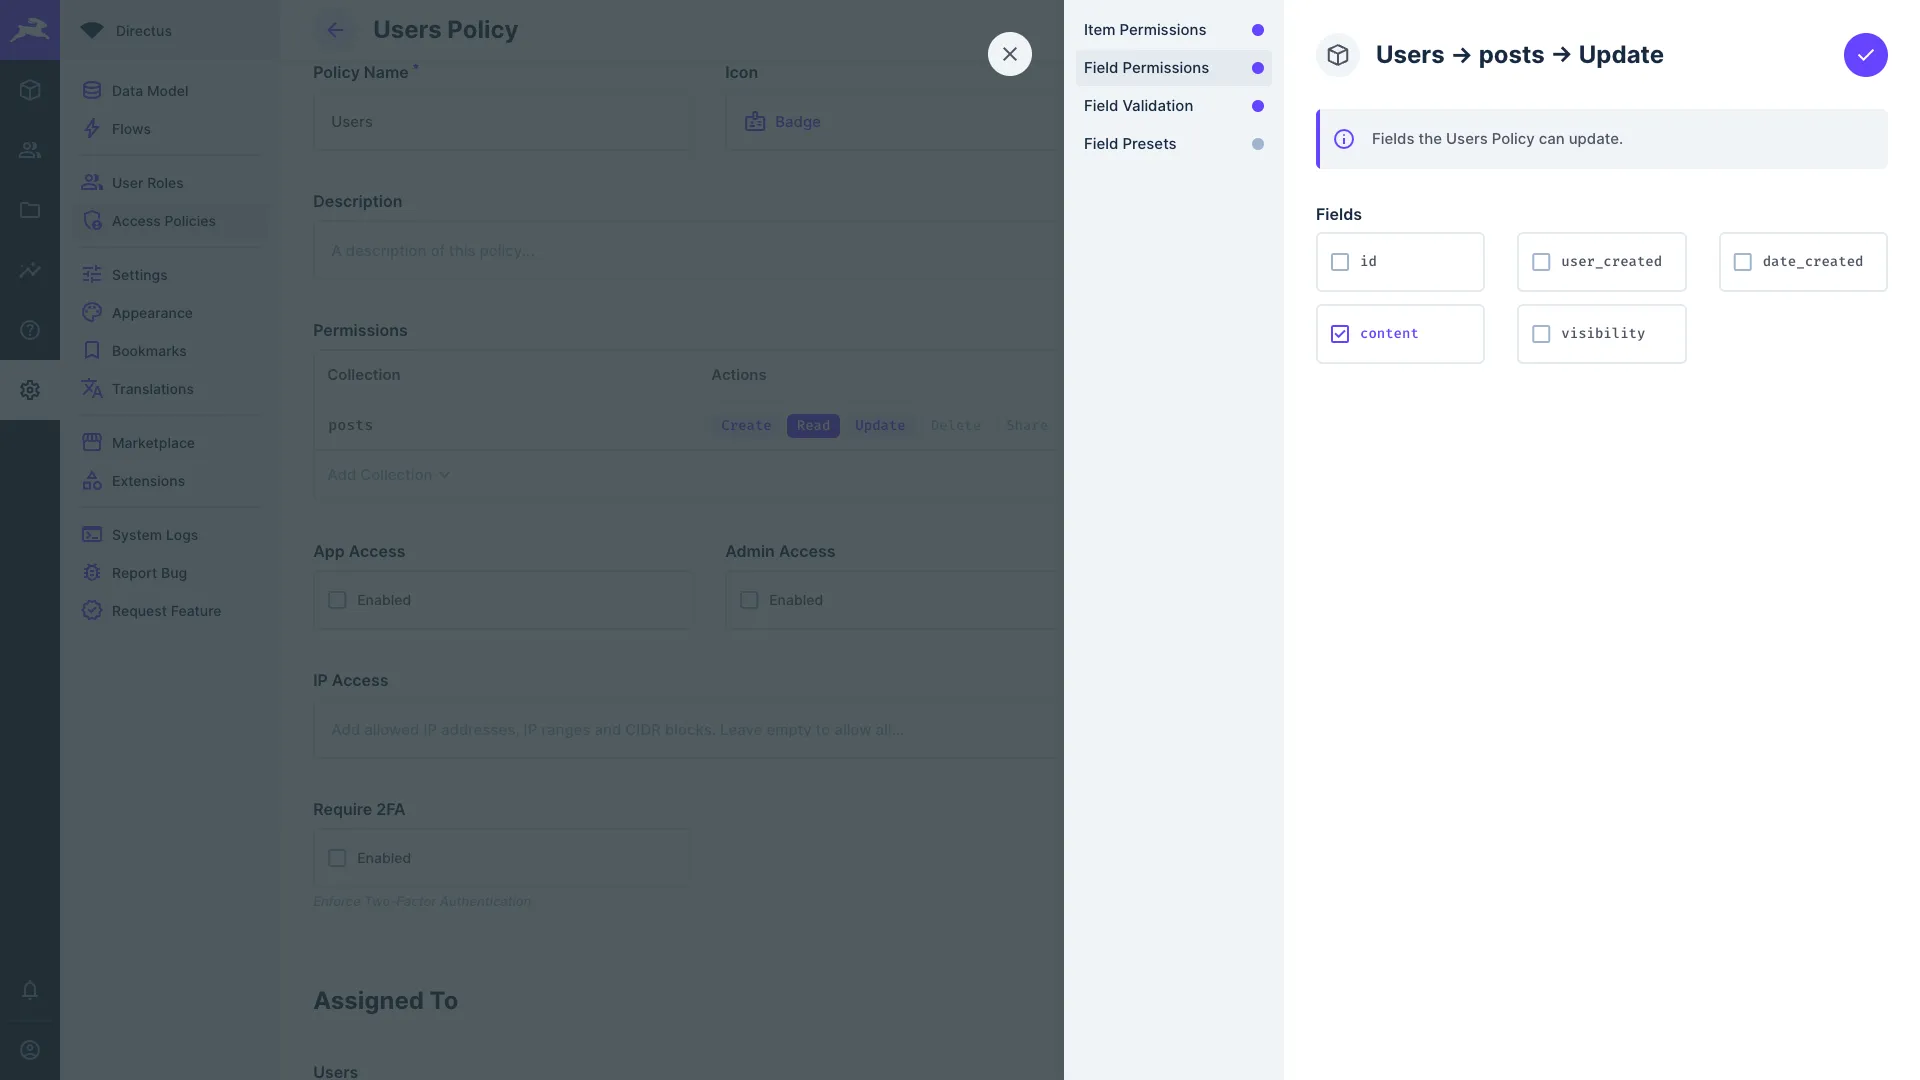 Directus
Data Model
Flows
User Roles
Access Policies
Settings
Appearance
Bookmarks
Translations
Marketplace
Extensions
System Logs
Report Bug
Request Feature
Users Policy
Policy Name *
Icon
Users
Badge
Description
A description of this policy...
Permissions
Collection Actions
posts Create Read Update Delete Share
Add Collection
App Access
Admin Access
Enabled
Enabled
IP Access
Add allowed IP addresses, IP ranges and CIDR blocks. Leave empty to allow all...
Require 2FA
Enabled
Enforce Two-Factor Authentication
Assigned To
Users
Item Permissions
Field Permissions
Field Validation
Field Presets
Users → posts → Update
Fields the Users Policy can update.
Fields
id
user_created
date_created
content
visibility